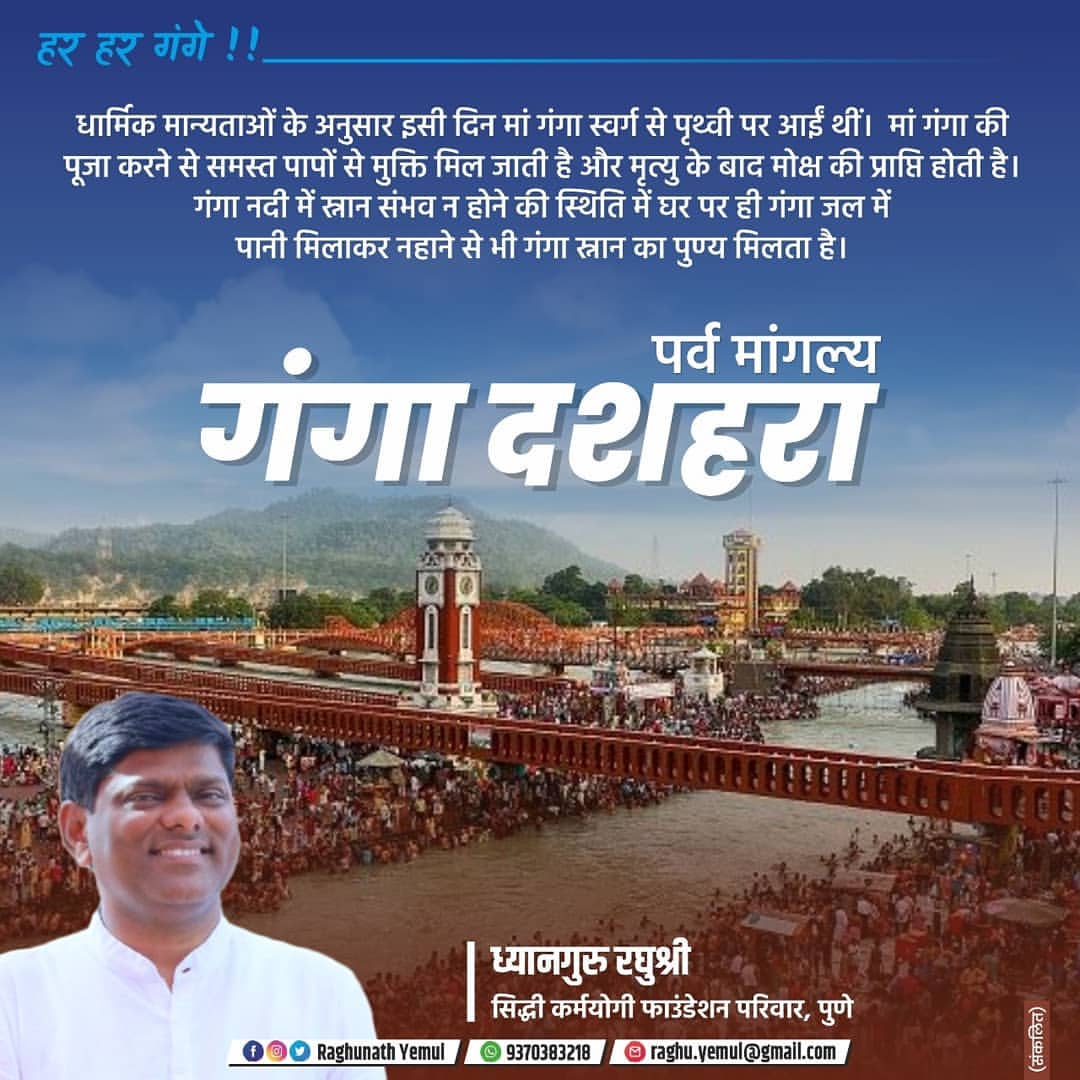 हर हर गंगे !!
धार्मिक मान्यताओं के अनुसार इसी दिन मां गंगा स्वर्ग से पृथ्वी पर आईं थीं। मां गंगा की
पूजा करने से समस्त पापों से मुक्ति मिल जाती है और मृत्यु के बाद मोक्ष की प्राप्ति होती है।
गंगा नदी में स्नान संभव न होने की स्थिति में घर पर ही गंगा जल में
पानी मिलाकर नहाने से भी गंगा स्नान का पुण्य मिलता है।
पर्व मांगल्य
गंगा दशहरा
ध्यानगुरु रघुश्री
सिद्धी कर्मयोगी फाउंडेशन परिवार, पुणे
Raghunath Yemul 9370383218 raghu.yemul@gmail.com
(संकलित)